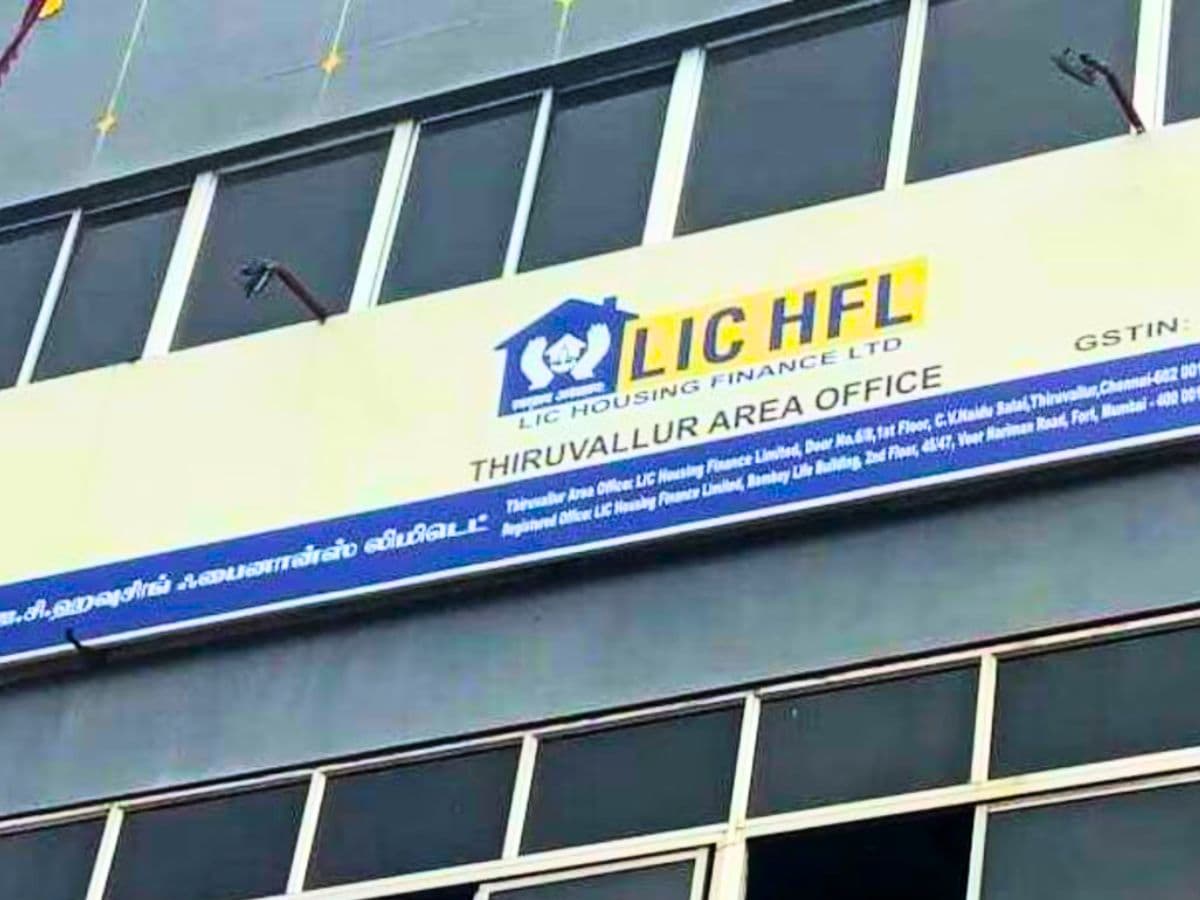 LIC HFL
LIC HOUSING FINANCE LTD
THIRUVALLUR AREA OFFICE
GSTIN:
ஐ.சி.ஹவுசிங் ஃபைனான்ஸ் லிமிடெட்
Thiruvallur Area Office: LIC Housing Finance Limited, Door No.6/8,1st Floor, C.V.Naidu Salai,Thiruvallur,Chennai-602 001
Registered Office: LIC Housing Finance Limited, Bombay Life Building, 2nd Floor, 45/47, Veer Nariman Road, Fort, Mumbai - 400 001